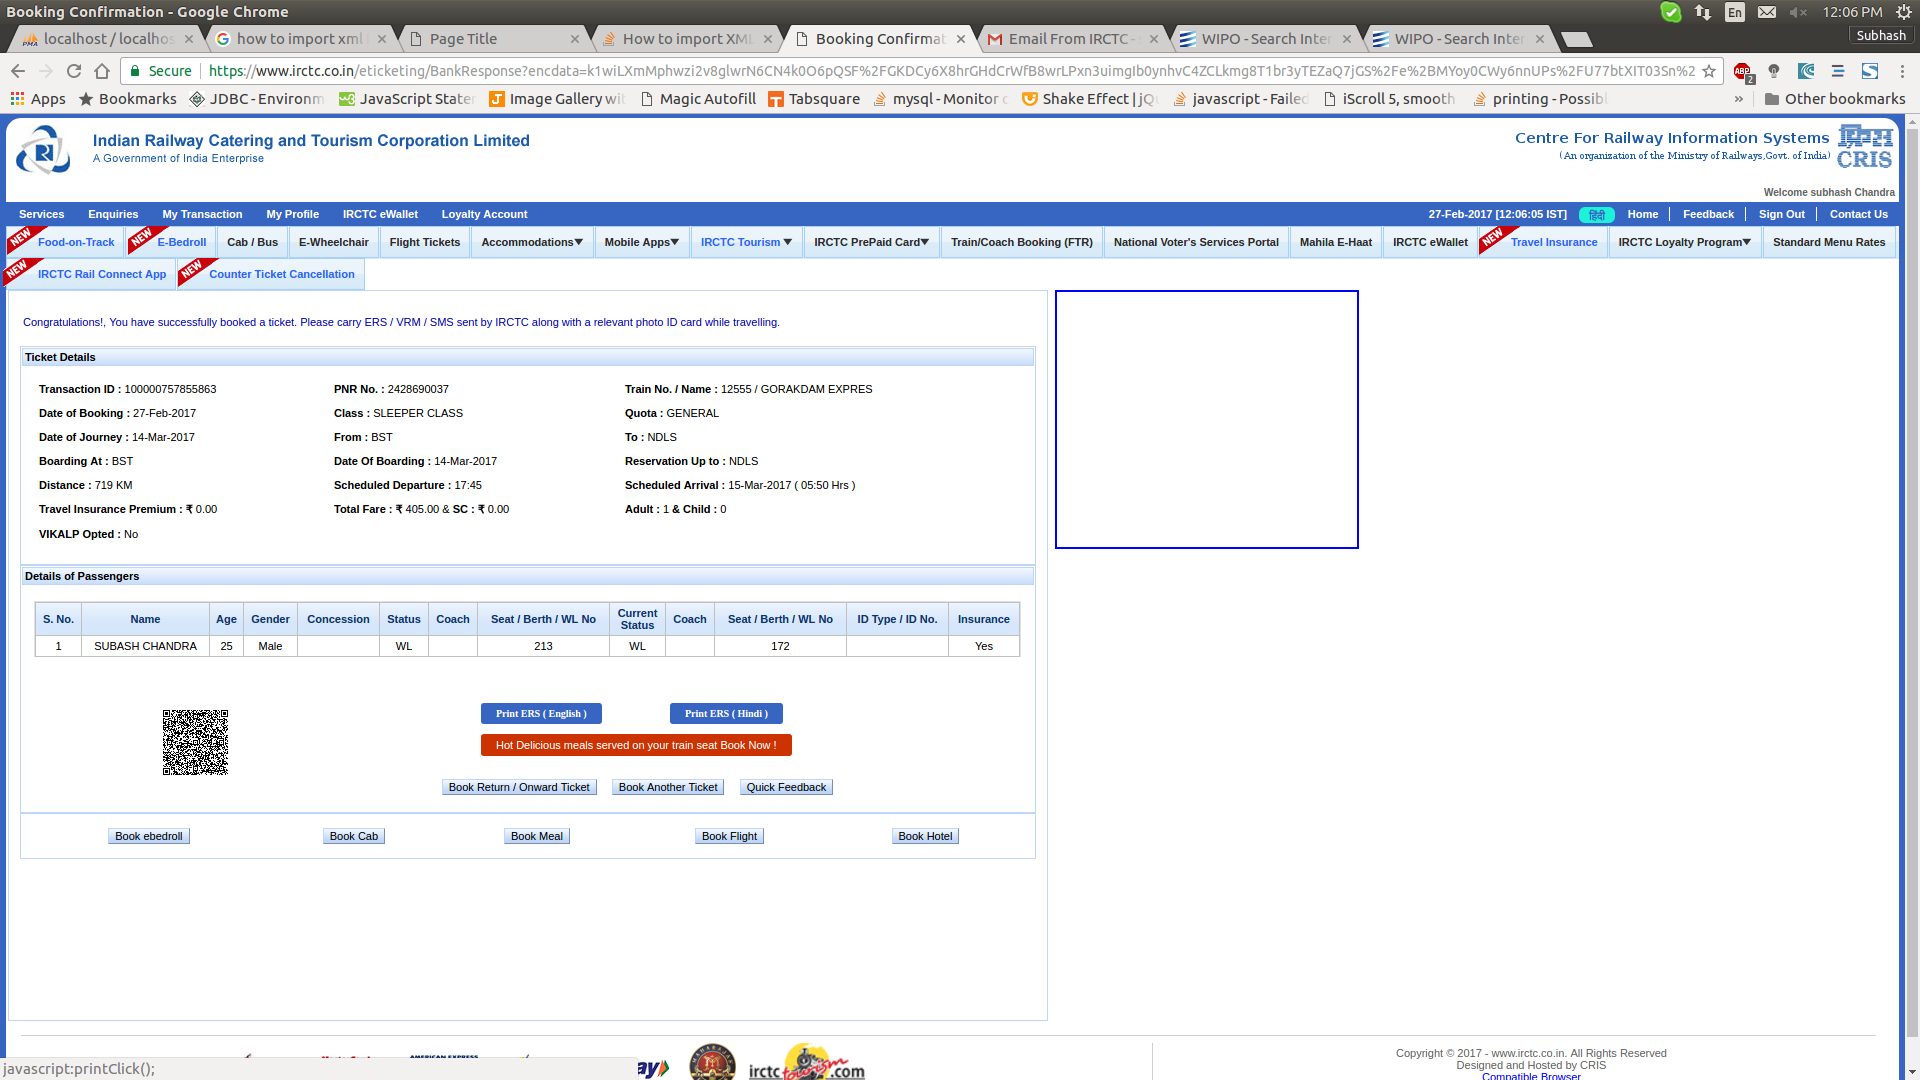 Booking Confirmation - Google Chrome
En
12:06 PM
localhost / localhos
how to import xml
Page Title
How to import XML
Booking Confirmat
Email From IRCTC -
WIPO - Search Inter
WIPO - Search Inter
Subhash
Secure
Apps
Bookmarks
JDBC - Environm
JavaScript State
Image Gallery wit
Magic Autofill
Tabsquare
mysql - Monitor
Shake Effect | jQ
javascript - Failed
iScroll 5, smooth
printing - Possibl
»
Other bookmarks
Indian Railway Catering and Tourism Corporation Limited
A Government of India Enterprise
Centre For Railway Information Systems
(An organization of the Ministry of Railways,Govt. of India)
CRIS
Welcome subhash Chandra
Services Enquiries My Transaction My Profile IRCTC eWallet Loyalty Account
27-Feb-2017 [12:06:05 IST] हिंदी Home Feedback Sign Out Contact Us
NEW Food-on-Track NEW E-Bedroll Cab / Bus E-Wheelchair Flight Tickets Accommodations▼ Mobile Apps▼ IRCTC Tourism ▼ IRCTC PrePaid Card▼ Train/Coach Booking (FTR) National Voter's Services Portal Mahila E-Haat IRCTC eWallet NEW Travel Insurance IRCTC Loyalty Program▼ Standard Menu Rates
NEW IRCTC Rail Connect App NEW Counter Ticket Cancellation
Congratulations!, You have successfully booked a ticket. Please carry ERS / VRM / SMS sent by IRCTC along with a relevant photo ID card while travelling.
Ticket Details
Transaction ID : 100000757855863 PNR No. : 2428690037 Train No. / Name : 12555 / GORAKDAM EXPRES
Date of Booking : 27-Feb-2017 Class : SLEEPER CLASS Quota : GENERAL
Date of Journey : 14-Mar-2017 From : BST To : NDLS
Boarding At : BST Date Of Boarding : 14-Mar-2017 Reservation Up to : NDLS
Distance : 719 KM Scheduled Departure : 17:45 Scheduled Arrival : 15-Mar-2017 ( 05:50 Hrs )
Travel Insurance Premium : ₹ 0.00 Total Fare : ₹ 405.00 & SC : ₹ 0.00 Adult : 1 & Child : 0
VIKALP Opted : No
Details of Passengers
S. No. Name Age Gender Concession Status Coach Seat / Berth / WL No Current Status Coach Seat / Berth / WL No ID Type / ID No. Insurance
1 SUBASH CHANDRA 25 Male WL 213 WL 172 Yes
Print ERS ( English ) Print ERS ( Hindi )
Hot Delicious meals served on your train seat Book Now !
Book Return / Onward Ticket Book Another Ticket Quick Feedback
Book ebedroll Book Cab Book Meal Book Flight Book Hotel
irctc tourism .com
Copyright © 2017 - www.irctc.co.in. All Rights Reserved
Designed and Hosted by CRIS
Compatible Browser
javascript:printClick();